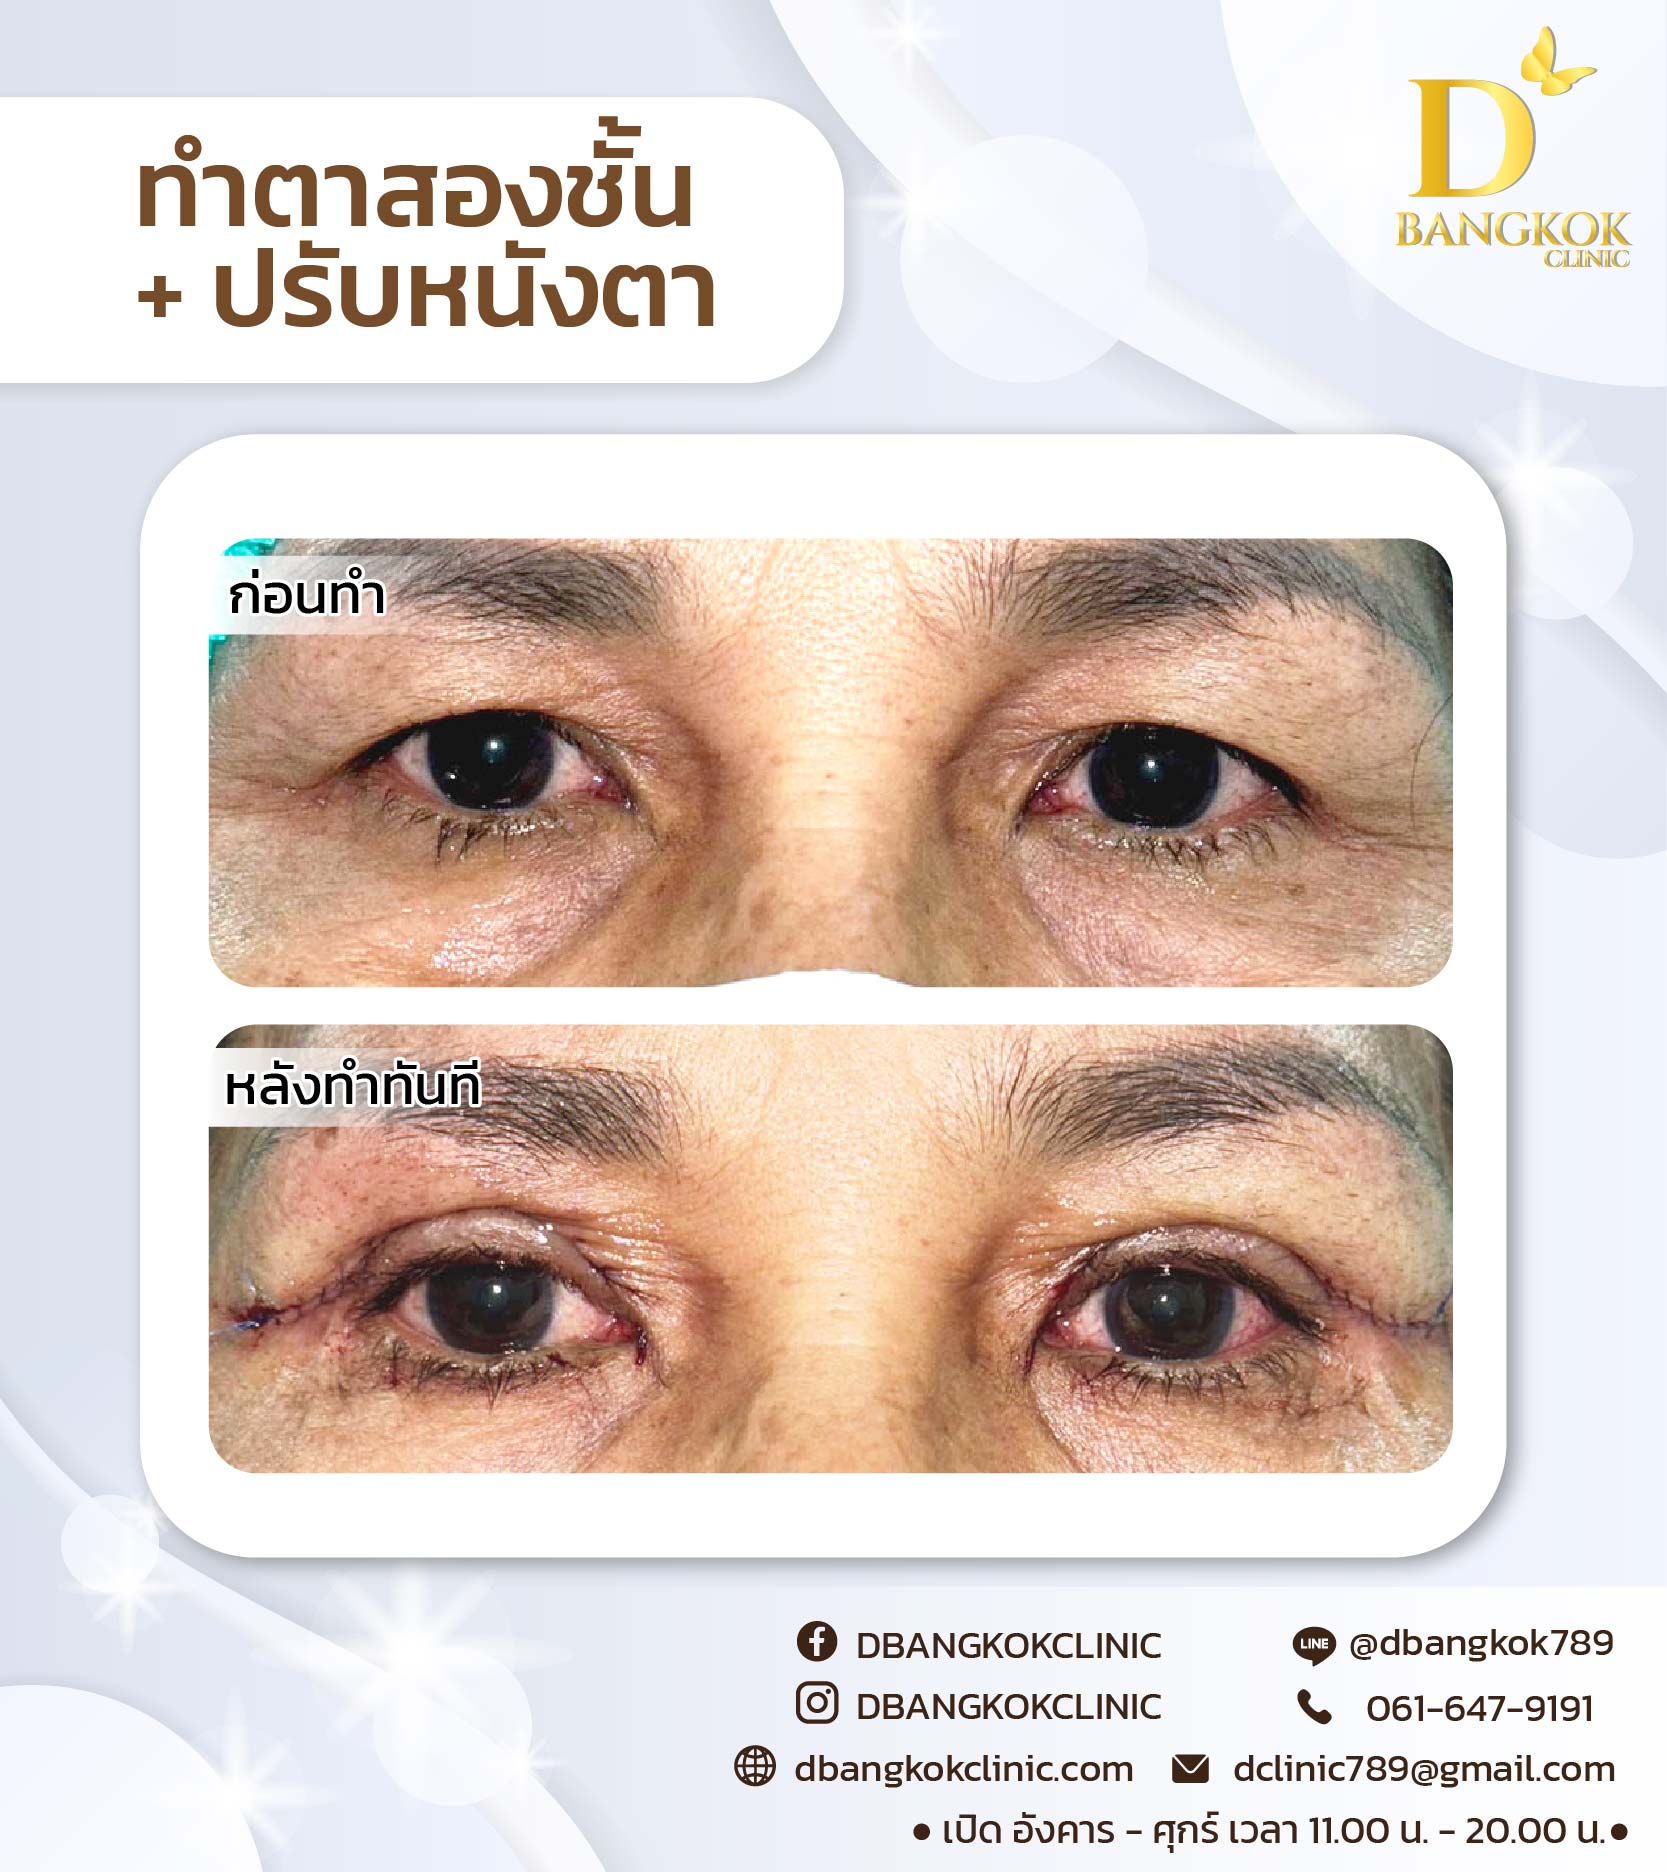 ทำตาสองชั้น
+ ปรับหนังตา
D
BANGKOK
CLINIC
ก่อนทำ
หลังทำทันที
DBANGKOKCLINIC
LINE @dbangkok789
DBANGKOKCLINIC
061-647-9191
dbangkokclinic.com
dclinic789@gmail.com
• เปิด อังคาร - ศุกร์ เวลา 11.00 น. - 20.00 น.•